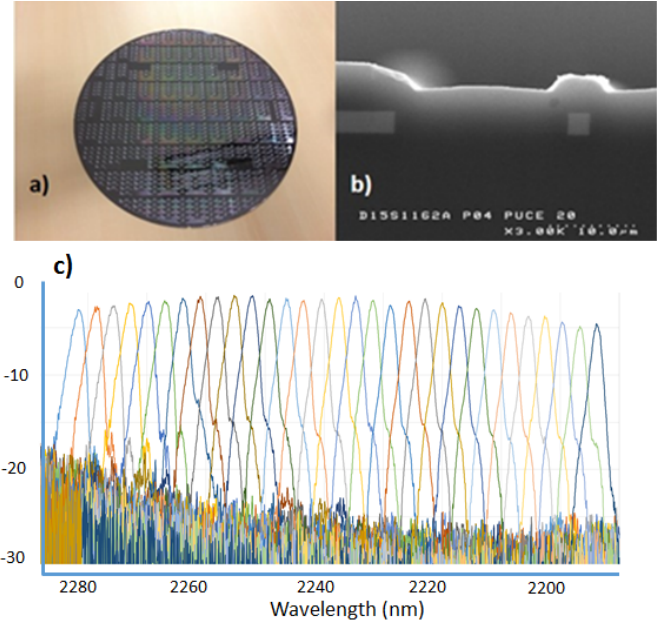 a)
b)
D15S1162A P04 PUCE 20
X3.00K 10.0µm
c)
0
-10
-20
-30
2280 2260 2240 2220 2200
Wavelength (nm)